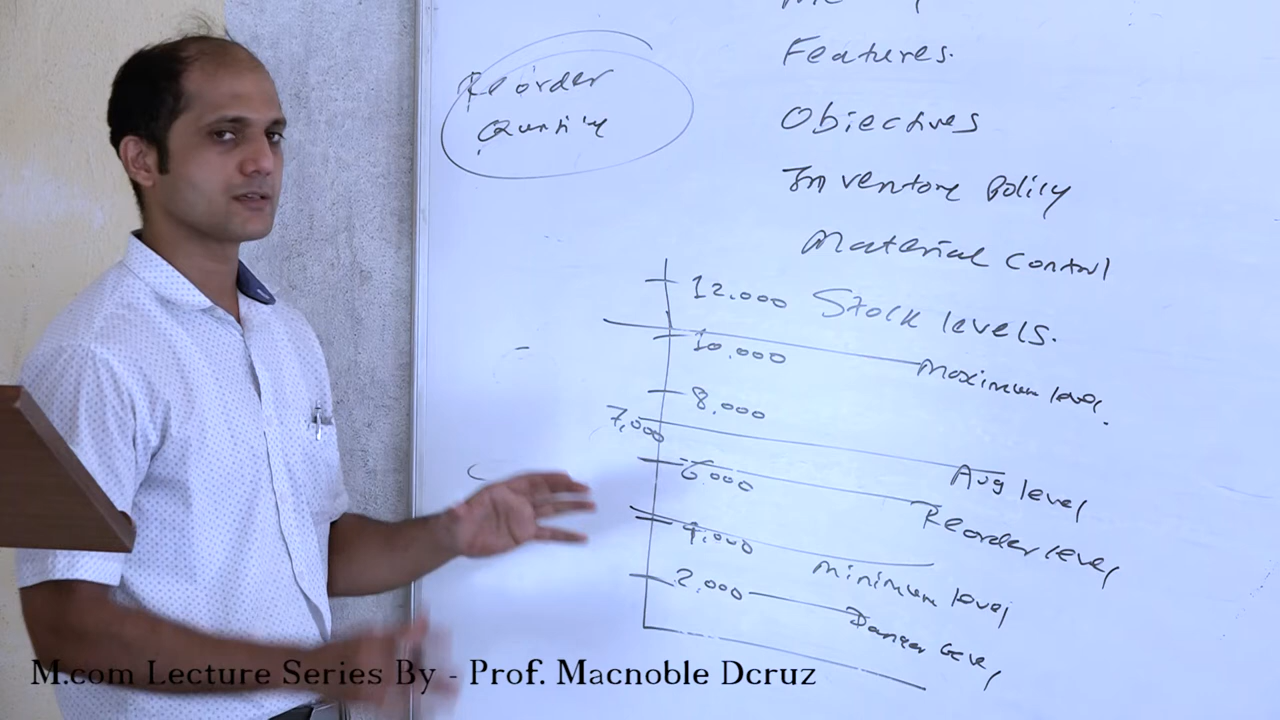 Features.
Reorder
Quantity
Objectives
Inventory Policy
Material Control
12.000 Stock levels.
10.000 Maximum level
8.000
7,000 Avg level
6.000 Reorder level
4.000 Minimum level
2.000 Danger level
M.com Lecture Series By - Prof. Macnoble Dcruz